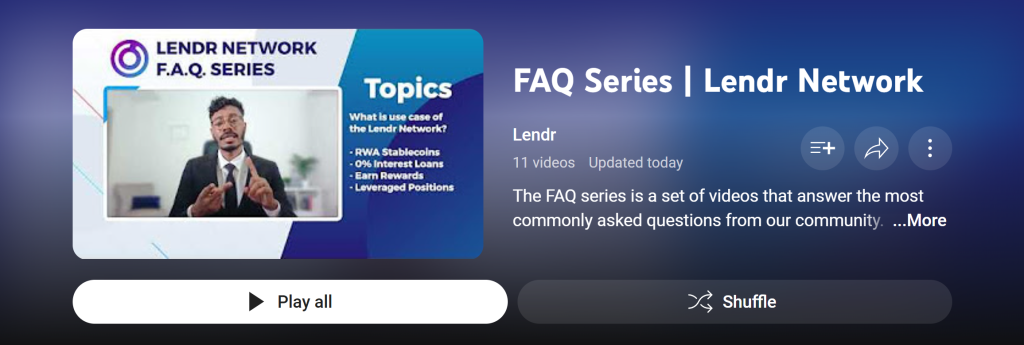 LENDR NETWORK
F.A.Q. SERIES
Topics
What is use case of
the Lendr Network?
- RWA Stablecoins
- 0% Interest Loans
- Earn Rewards
- Leveraged Positions
FAQ Series | Lendr Network
Lendr
11 videos Updated today
The FAQ series is a set of videos that answer the most
commonly asked questions from our community. ...More
Play all
Shuffle